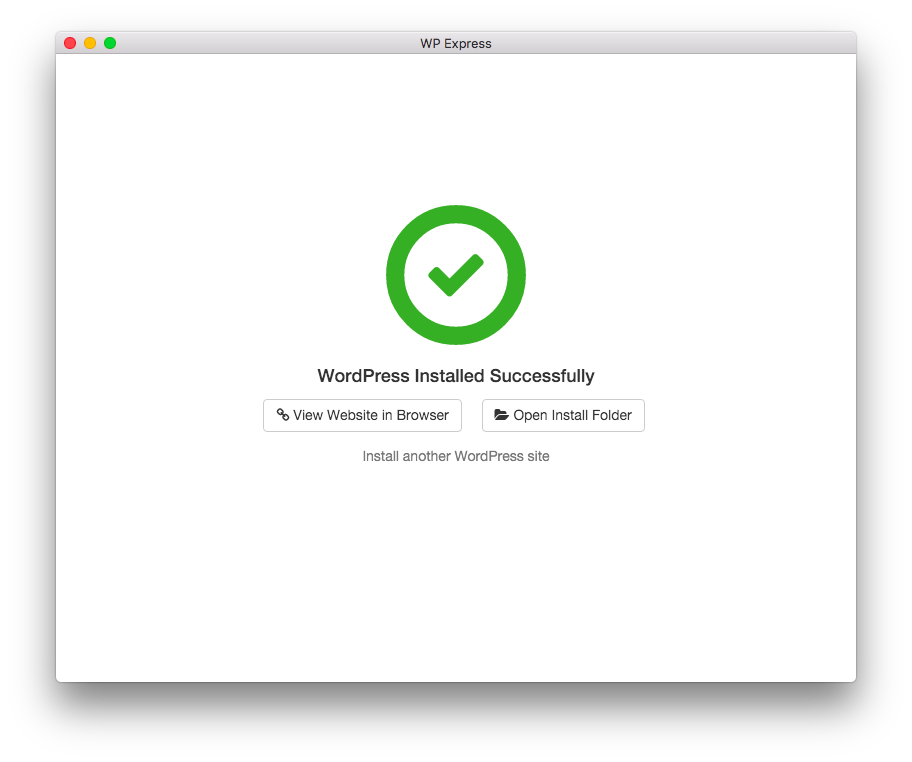 WP Express
WordPress Installed Successfully
View Website in Browser
Open Install Folder
Install another WordPress site